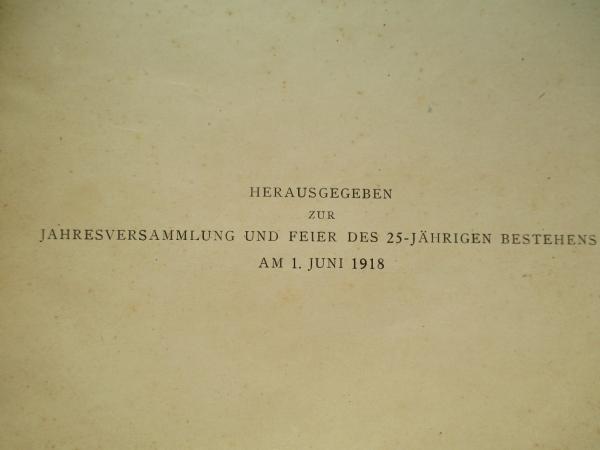 HERAUSGEGEBEN
ZUR
JAHRESVERSAMMLUNG UND FEIER DES 25-JÄHRIGEN BESTEHENS
AM 1. JUNI 1918